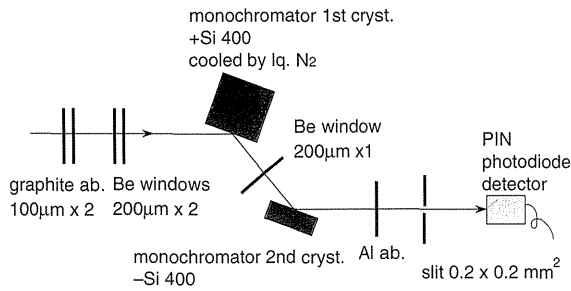 monochromator 1st cryst.
+Si 400
cooled by lq. N2
Be window
200μm x1
PIN
photodiode
detector
graphite ab.
100μm x 2
Be windows
200μm x 2
monochromator 2nd cryst.
–Si 400
Al ab.
slit 0.2 x 0.2 mm2